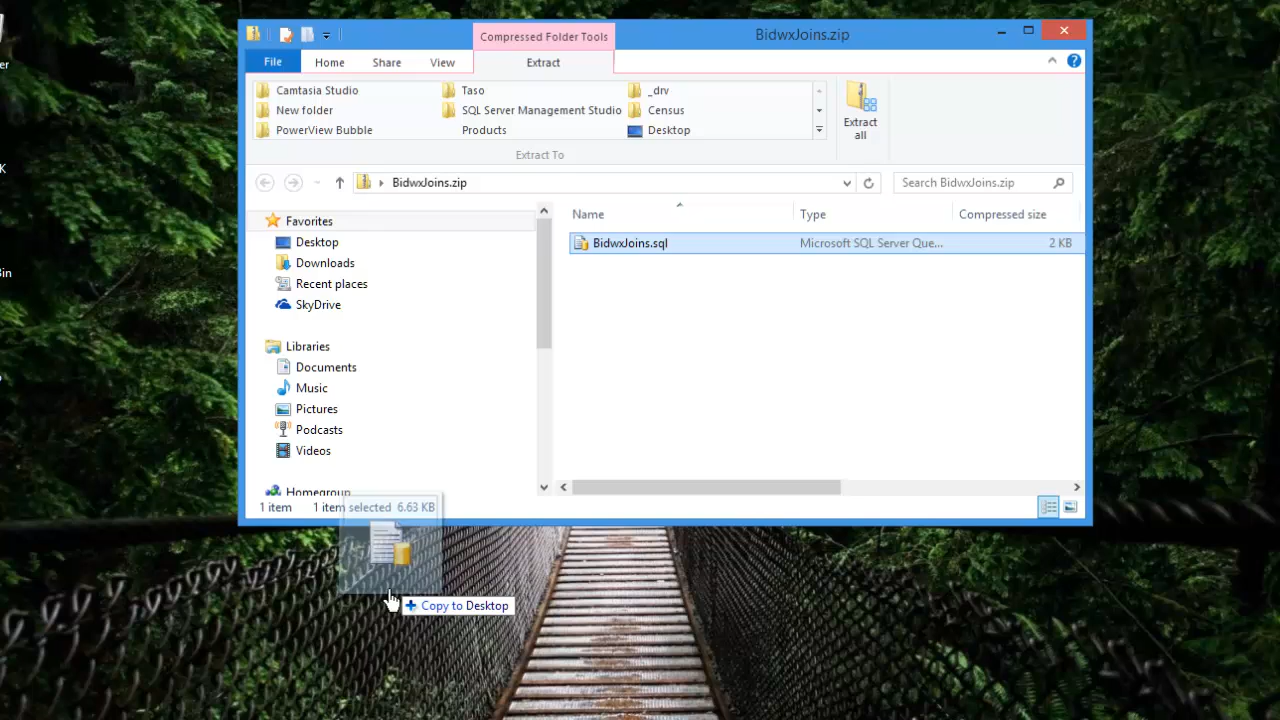 Compressed Folder Tools
BidwxJoins.zip
File
Home
Share
View
Extract
Camtasia Studio
Taso
_drv
New folder
SQL Server Management Studio
Census
PowerView Bubble
Products
Desktop
Extract all
Extract To
BidwxJoins.zip
Search BidwxJoins.zip
Name
Type
Compressed size
BidwxJoins.sql
Microsoft SQL Server Que...
2 KB
Favorites
Desktop
Downloads
Recent places
SkyDrive
Libraries
Documents
Music
Pictures
Podcasts
Videos
Homegroup
1 item
1 item selected 6.63 KB
Copy to Desktop
er
K
in